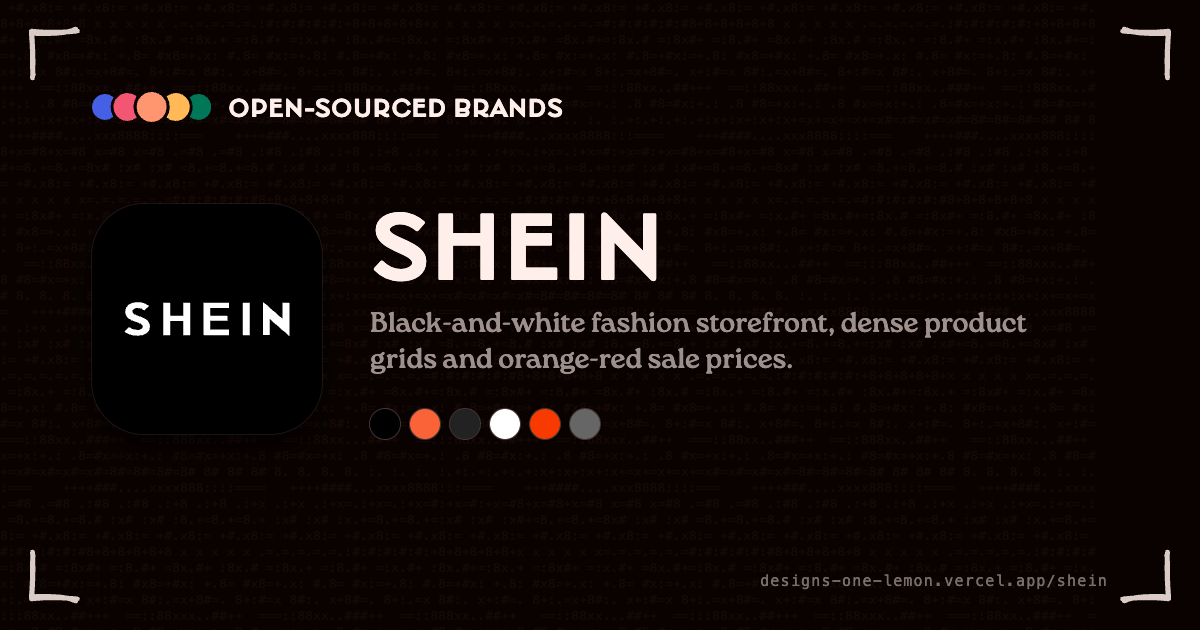 OPEN-SOURCED BRANDS
SHEIN
SHEIN
Black-and-white fashion storefront, dense product
grids and orange-red sale prices.
designs-one-lemon.vercel.app/shein